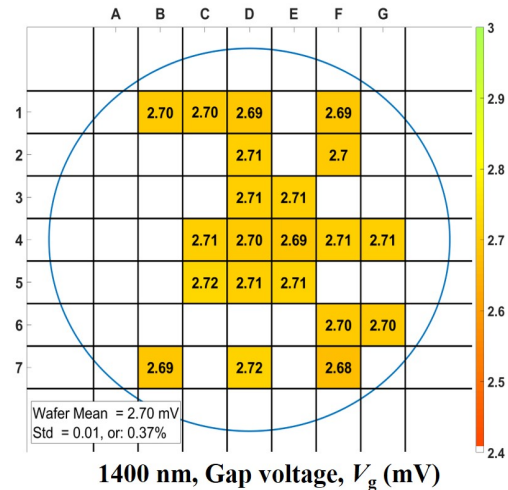 A B C D E F G
3
2.9
1 2.70 2.70 2.69 2.69
2 2.71 2.7
2.8
3 2.71 2.71
4 2.71 2.70 2.69 2.71 2.71
2.7
5 2.72 2.71 2.71
2.6
6 2.70 2.70
7 2.69 2.72 2.68
2.5
Wafer Mean = 2.70 mV
Std = 0.01, or: 0.37%
2.4
1400 nm, Gap voltage, Vg (mV)